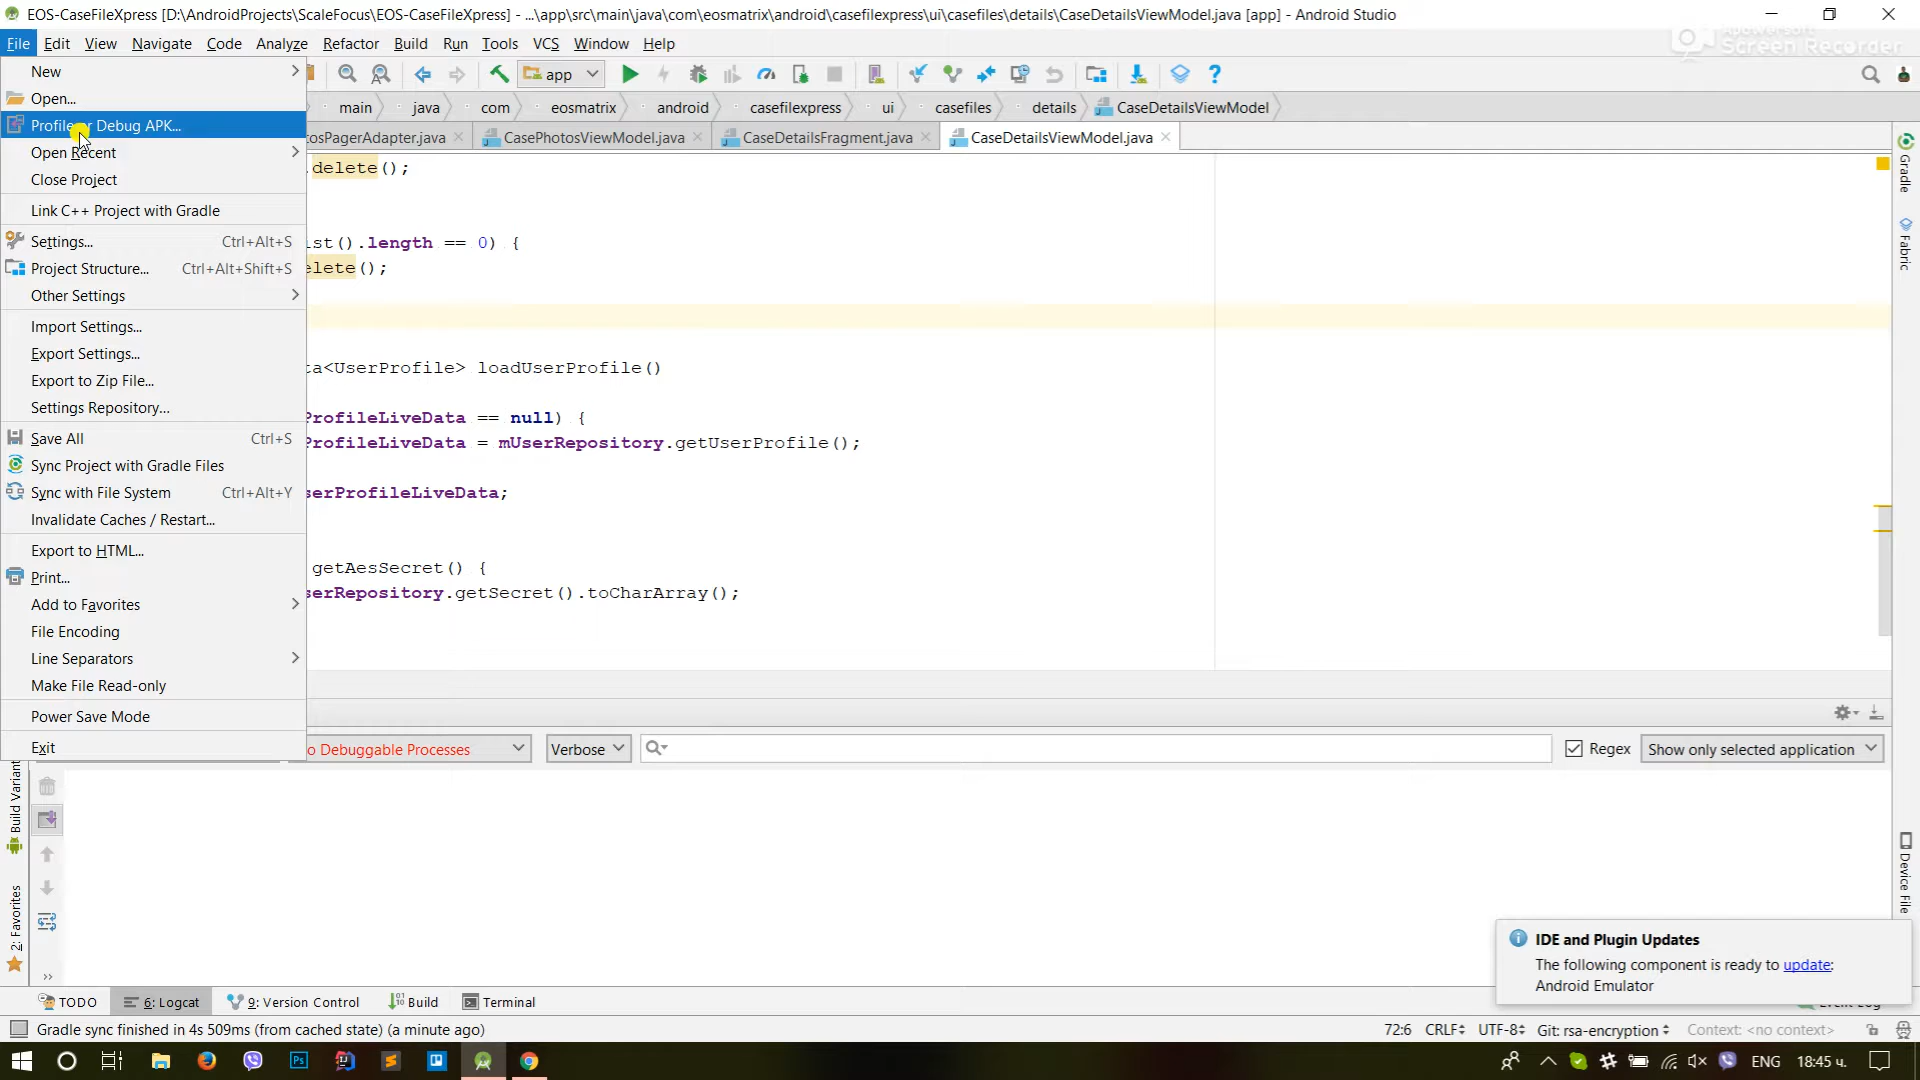 EOS-CaseFileXpress [D:\AndroidProjects\ScaleFocus\EOS-CaseFileXpress] - ...\app\src\main\java\com\eosmatrix\android\casefilexpress\ui\casefiles\details\CaseDetailsViewModel.java [app] - Android Studio
Apowersoft
Screen Recorder
File Edit View Navigate Code Analyze Refactor Build Run Tools VCS Window Help
app
main java com eosmatrix android casefilexpress ui casefiles details CaseDetailsViewModel
osPagerAdapter.java CasePhotosViewModel.java CaseDetailsFragment.java CaseDetailsViewModel.java
New
Open...
Profile or Debug APK...
Open Recent
Close Project
Link C++ Project with Gradle
Settings... Ctrl+Alt+S
Project Structure... Ctrl+Alt+Shift+S
Other Settings
Import Settings...
Export Settings...
Export to Zip File...
Settings Repository...
Save All Ctrl+S
Sync Project with Gradle Files
Sync with File System Ctrl+Alt+Y
Invalidate Caches / Restart...
Export to HTML...
Print...
Add to Favorites
File Encoding
Line Separators
Make File Read-only
Power Save Mode
Exit
.delete();
ist().length == 0) {
elete();
ta<UserProfile> loadUserProfile()
ProfileLiveData == null) {
ProfileLiveData = mUserRepository.getUserProfile();
serProfileLiveData;
getAesSecret() {
serRepository.getSecret().toCharArray();
Gradle
Fabric
Device File
o Debuggable Processes Verbose Regex Show only selected application
Build Variant
2: Favorites
IDE and Plugin Updates
The following component is ready to update:
Android Emulator
TODO 6: Logcat 9: Version Control Build Terminal Event Log
Gradle sync finished in 4s 509ms (from cached state) (a minute ago) 72:6 CRLF UTF-8 Git: rsa-encryption Context: <no context>
ENG 18:45 ч.